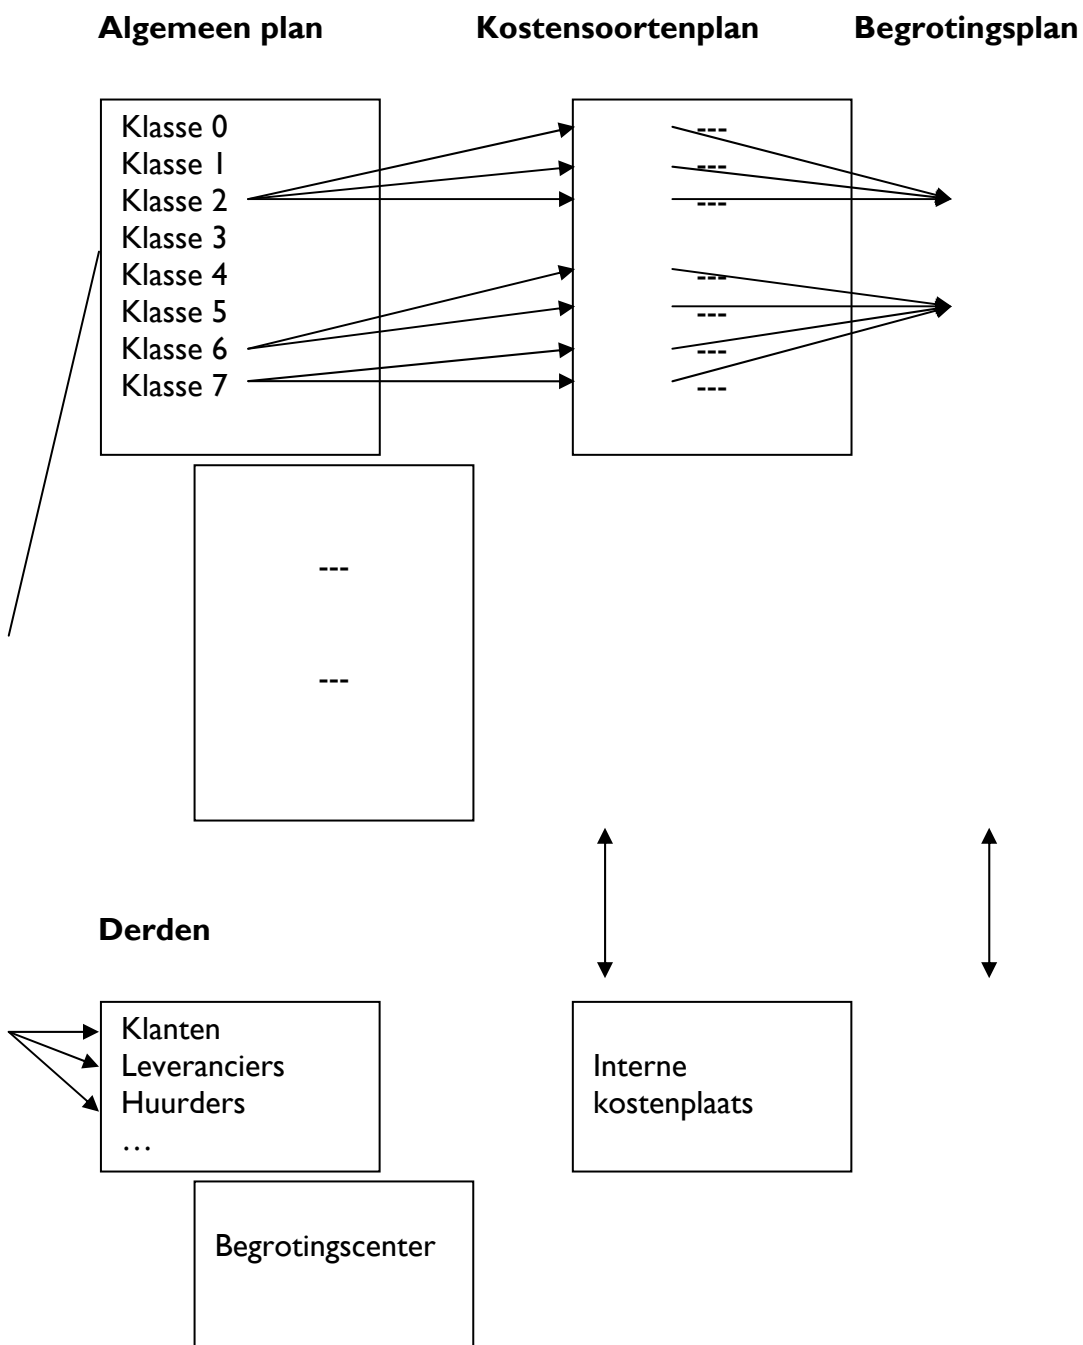 Algemeen plan Kostensoortenplan Begrotingsplan
Klasse 0
Klasse 1
Klasse 2
Klasse 3
Klasse 4
Klasse 5
Klasse 6
Klasse 7
---
---
---
---
---
---
---
---
---
Derden
Klanten
Leveranciers
Huurders
…
Interne
kostenplaats
Begrotingscenter